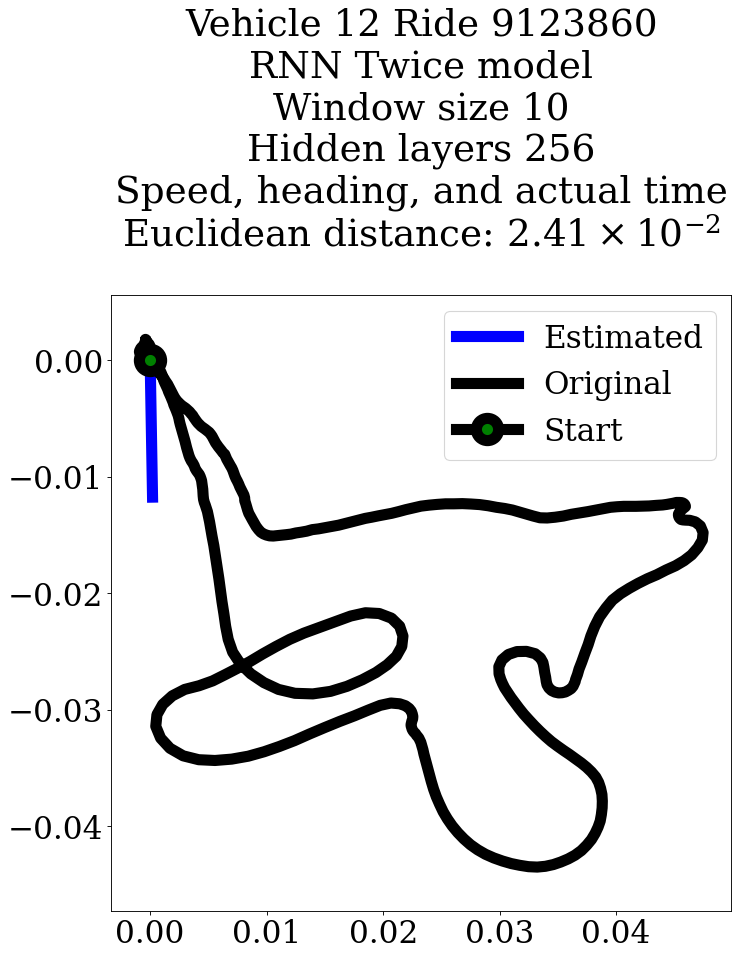 Vehicle 12 Ride 9123860
RNN Twice model
Window size 10
Hidden layers 256
Speed, heading, and actual time
Euclidean distance: 2.41 × 10⁻²
Estimated
Original
Start
0.00
−0.01
−0.02
−0.03
−0.04
0.00 0.01 0.02 0.03 0.04